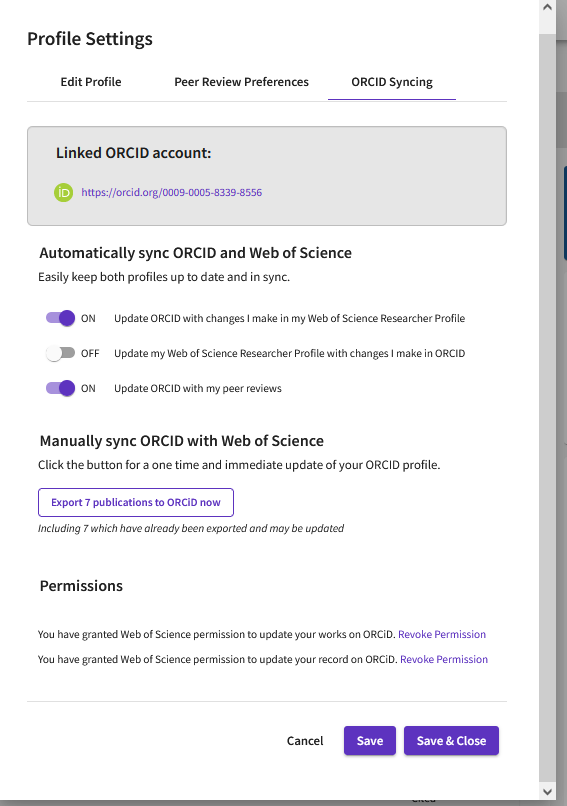 Profile Settings
Edit Profile Peer Review Preferences ORCID Syncing
Linked ORCID account:
iD https://orcid.org/0009-0005-8339-8556
Automatically sync ORCID and Web of Science
Easily keep both profiles up to date and in sync.
ON Update ORCID with changes I make in my Web of Science Researcher Profile
OFF Update my Web of Science Researcher Profile with changes I make in ORCID
ON Update ORCID with my peer reviews
Manually sync ORCID with Web of Science
Click the button for a one time and immediate update of your ORCID profile.
Export 7 publications to ORCiD now
Including 7 which have already been exported and may be updated
Permissions
You have granted Web of Science permission to update your works on ORCiD. Revoke Permission
You have granted Web of Science permission to update your record on ORCiD. Revoke Permission
Cancel Save Save & Close